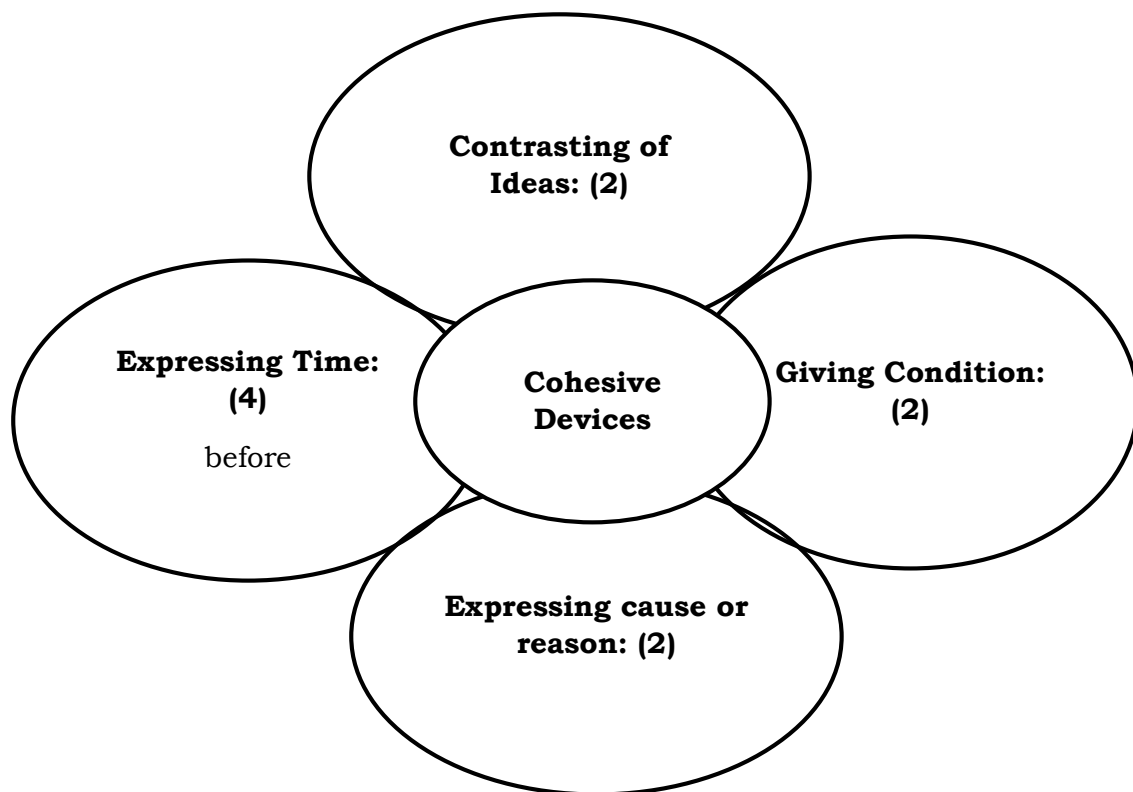 Contrasting of
Ideas: (2)
Expressing Time:
(4)
before
Cohesive
Devices
Giving Condition:
(2)
Expressing cause or
reason: (2)